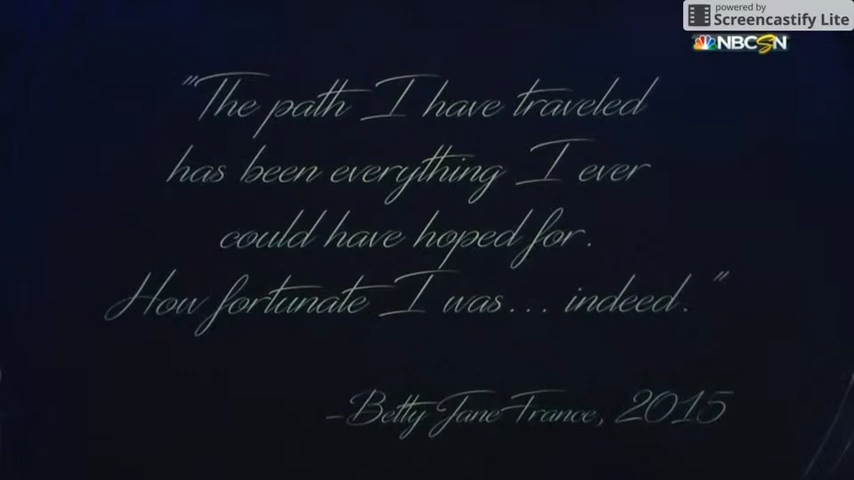 powered by
Screencastify Lite
NBCSN
"The path I have traveled
has been everything I ever
could have hoped for.
How fortunate I was... indeed."
-Betty Jane France, 2015